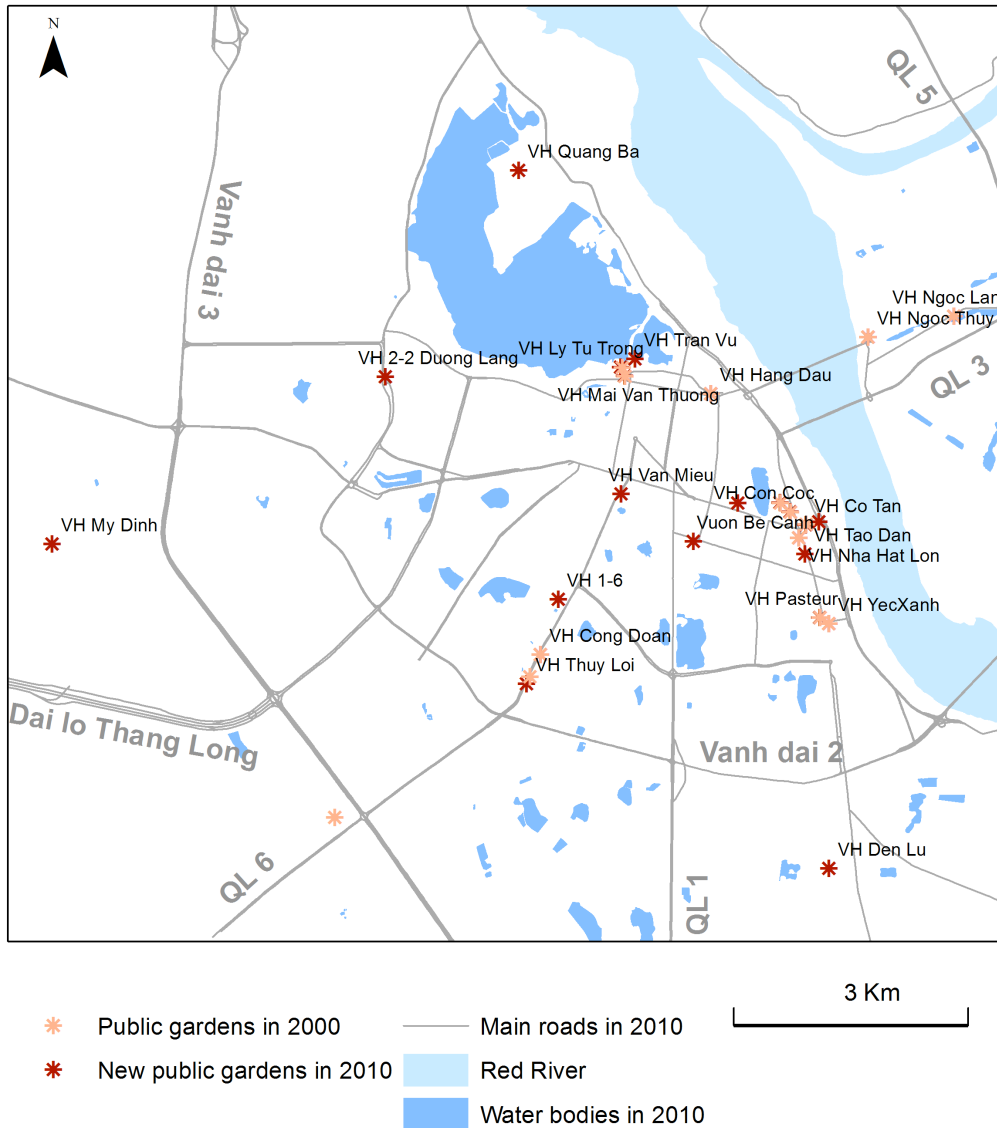 N
QL 5
VH Quang Ba
Vanh dai 3
VH Ngoc Lan
VH Ngoc Thuy
VH Tran Vu
VH Ly Tu Trong
VH 2-2 Duong Lang
QL 3
VH Hang Dau
VH Mai Van Thuong
VH Van Mieu
VH Con Coc
VH Co Tan
VH My Dinh
Vuon Be Canh
VH Tao Dan
VH Nha Hat Lon
VH 1-6
VH Pasteur
VH YecXanh
VH Cong Doan
VH Thuy Loi
Dai lo Thang Long
Vanh dai 2
VH Den Lu
QL 6
QL 1
3 Km
Public gardens in 2000
Main roads in 2010
New public gardens in 2010
Red River
Water bodies in 2010